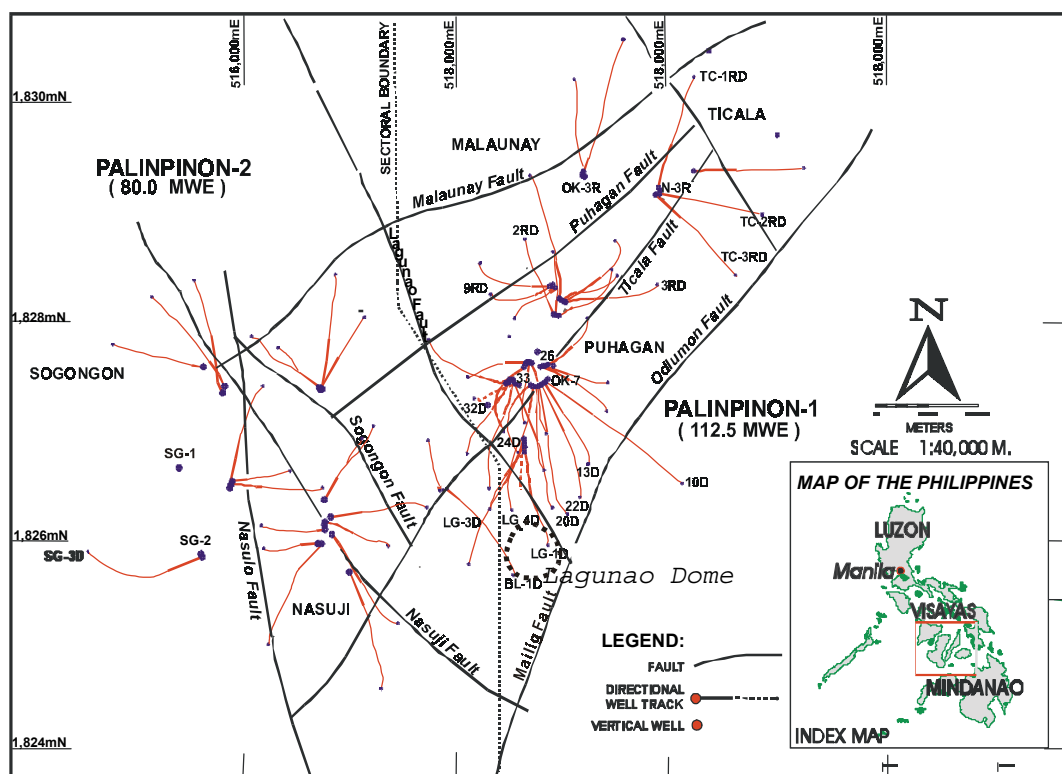 516,000mE
518,000mE
518,000mE
518,000mE
1,830mN
1,828mN
1,826mN
1,824mN
SECTORAL BOUNDARY
TC-1RD
TICALA
MALAUNAY
PALINPINON-2
( 80.0 MWE )
OK-3R
N-3R
Malaunay Fault
Puhagan Fault
TC-2RD
2RD
TC-3RD
Lagunao Fault
Ticala Fault
9RD
3RD
Odlumon Fault
N
PUHAGAN
26
SOGONGON
33
OK-7
32D
PALINPINON-1
( 112.5 MWE )
METERS
SCALE 1:40,000 M.
Sogongon Fault
24D
SG-1
13D
10D
22D
20D
LG-3D
LG 4D
Nasulo Fault
SG-2
SG-3D
LG-1D
BL-1D
Lagunao Dome
NASUJI
Nasuji Fault
Mailig Fault
LEGEND:
FAULT
DIRECTIONAL
WELL TRACK
VERTICAL WELL
MAP OF THE PHILIPPINES
LUZON
Manila
VISAYAS
MINDANAO
INDEX MAP